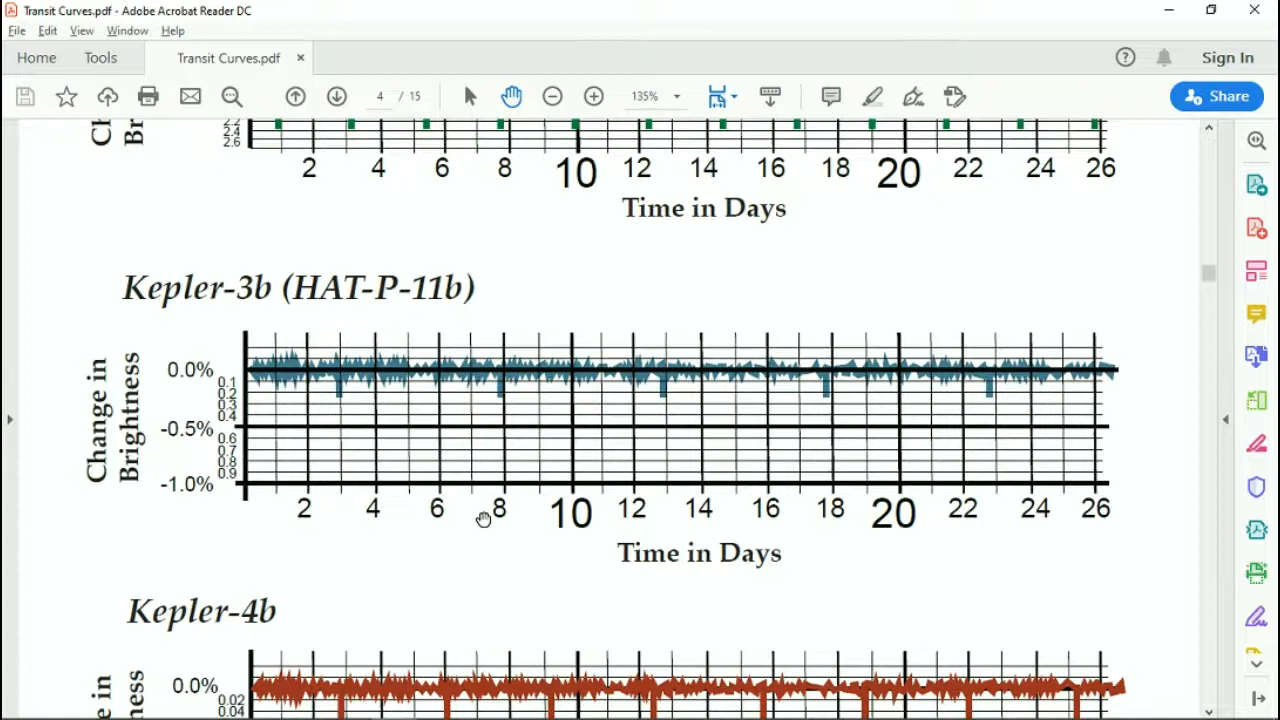 Transit Curves.pdf - Adobe Acrobat Reader DC
File Edit View Window Help
Home Tools Transit Curves.pdf × Sign In
4 / 15 135% Share
2.4
2.6
2 4 6 8 10 12 14 16 18 20 22 24 26
Time in Days
Kepler-3b (HAT-P-11b)
Change in
Brightness
0.0%
0.1
0.2
0.3
0.4
-0.5%
0.6
0.7
0.8
0.9
-1.0%
2 4 6 8 10 12 14 16 18 20 22 24 26
Time in Days
Kepler-4b
0.0%
0.02
0.04